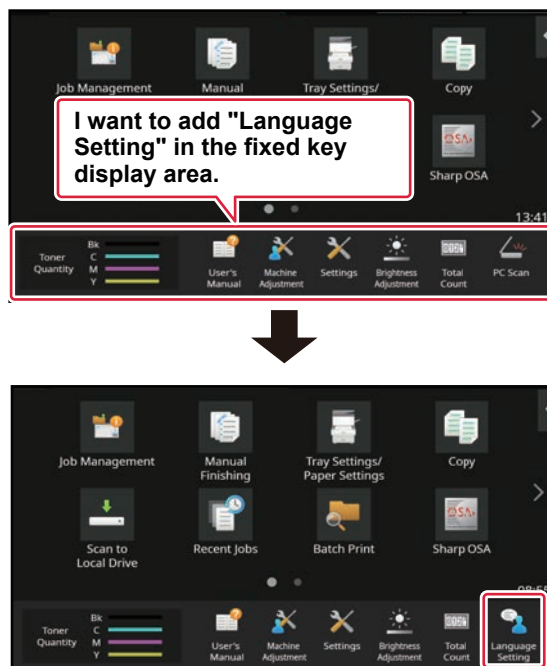 Job Management
Manual
Tray Settings/
Copy
I want to add "Language
Setting" in the fixed key
display area.
OSA
Sharp OSA
13:41
Toner
Quantity
Bk
C
M
Y
User's
Manual
Machine
Adjustment
Settings
Brightness
Adjustment
Total
Count
PC Scan
Job Management
Manual
Finishing
Tray Settings/
Paper Settings
Copy
Scan to
Local Drive
Recent Jobs
Batch Print
OSA
Sharp OSA
Toner
Quantity
Bk
C
M
Y
User's
Manual
Machine
Adjustment
Settings
Brightness
Adjustment
Total
Count
Language
Setting